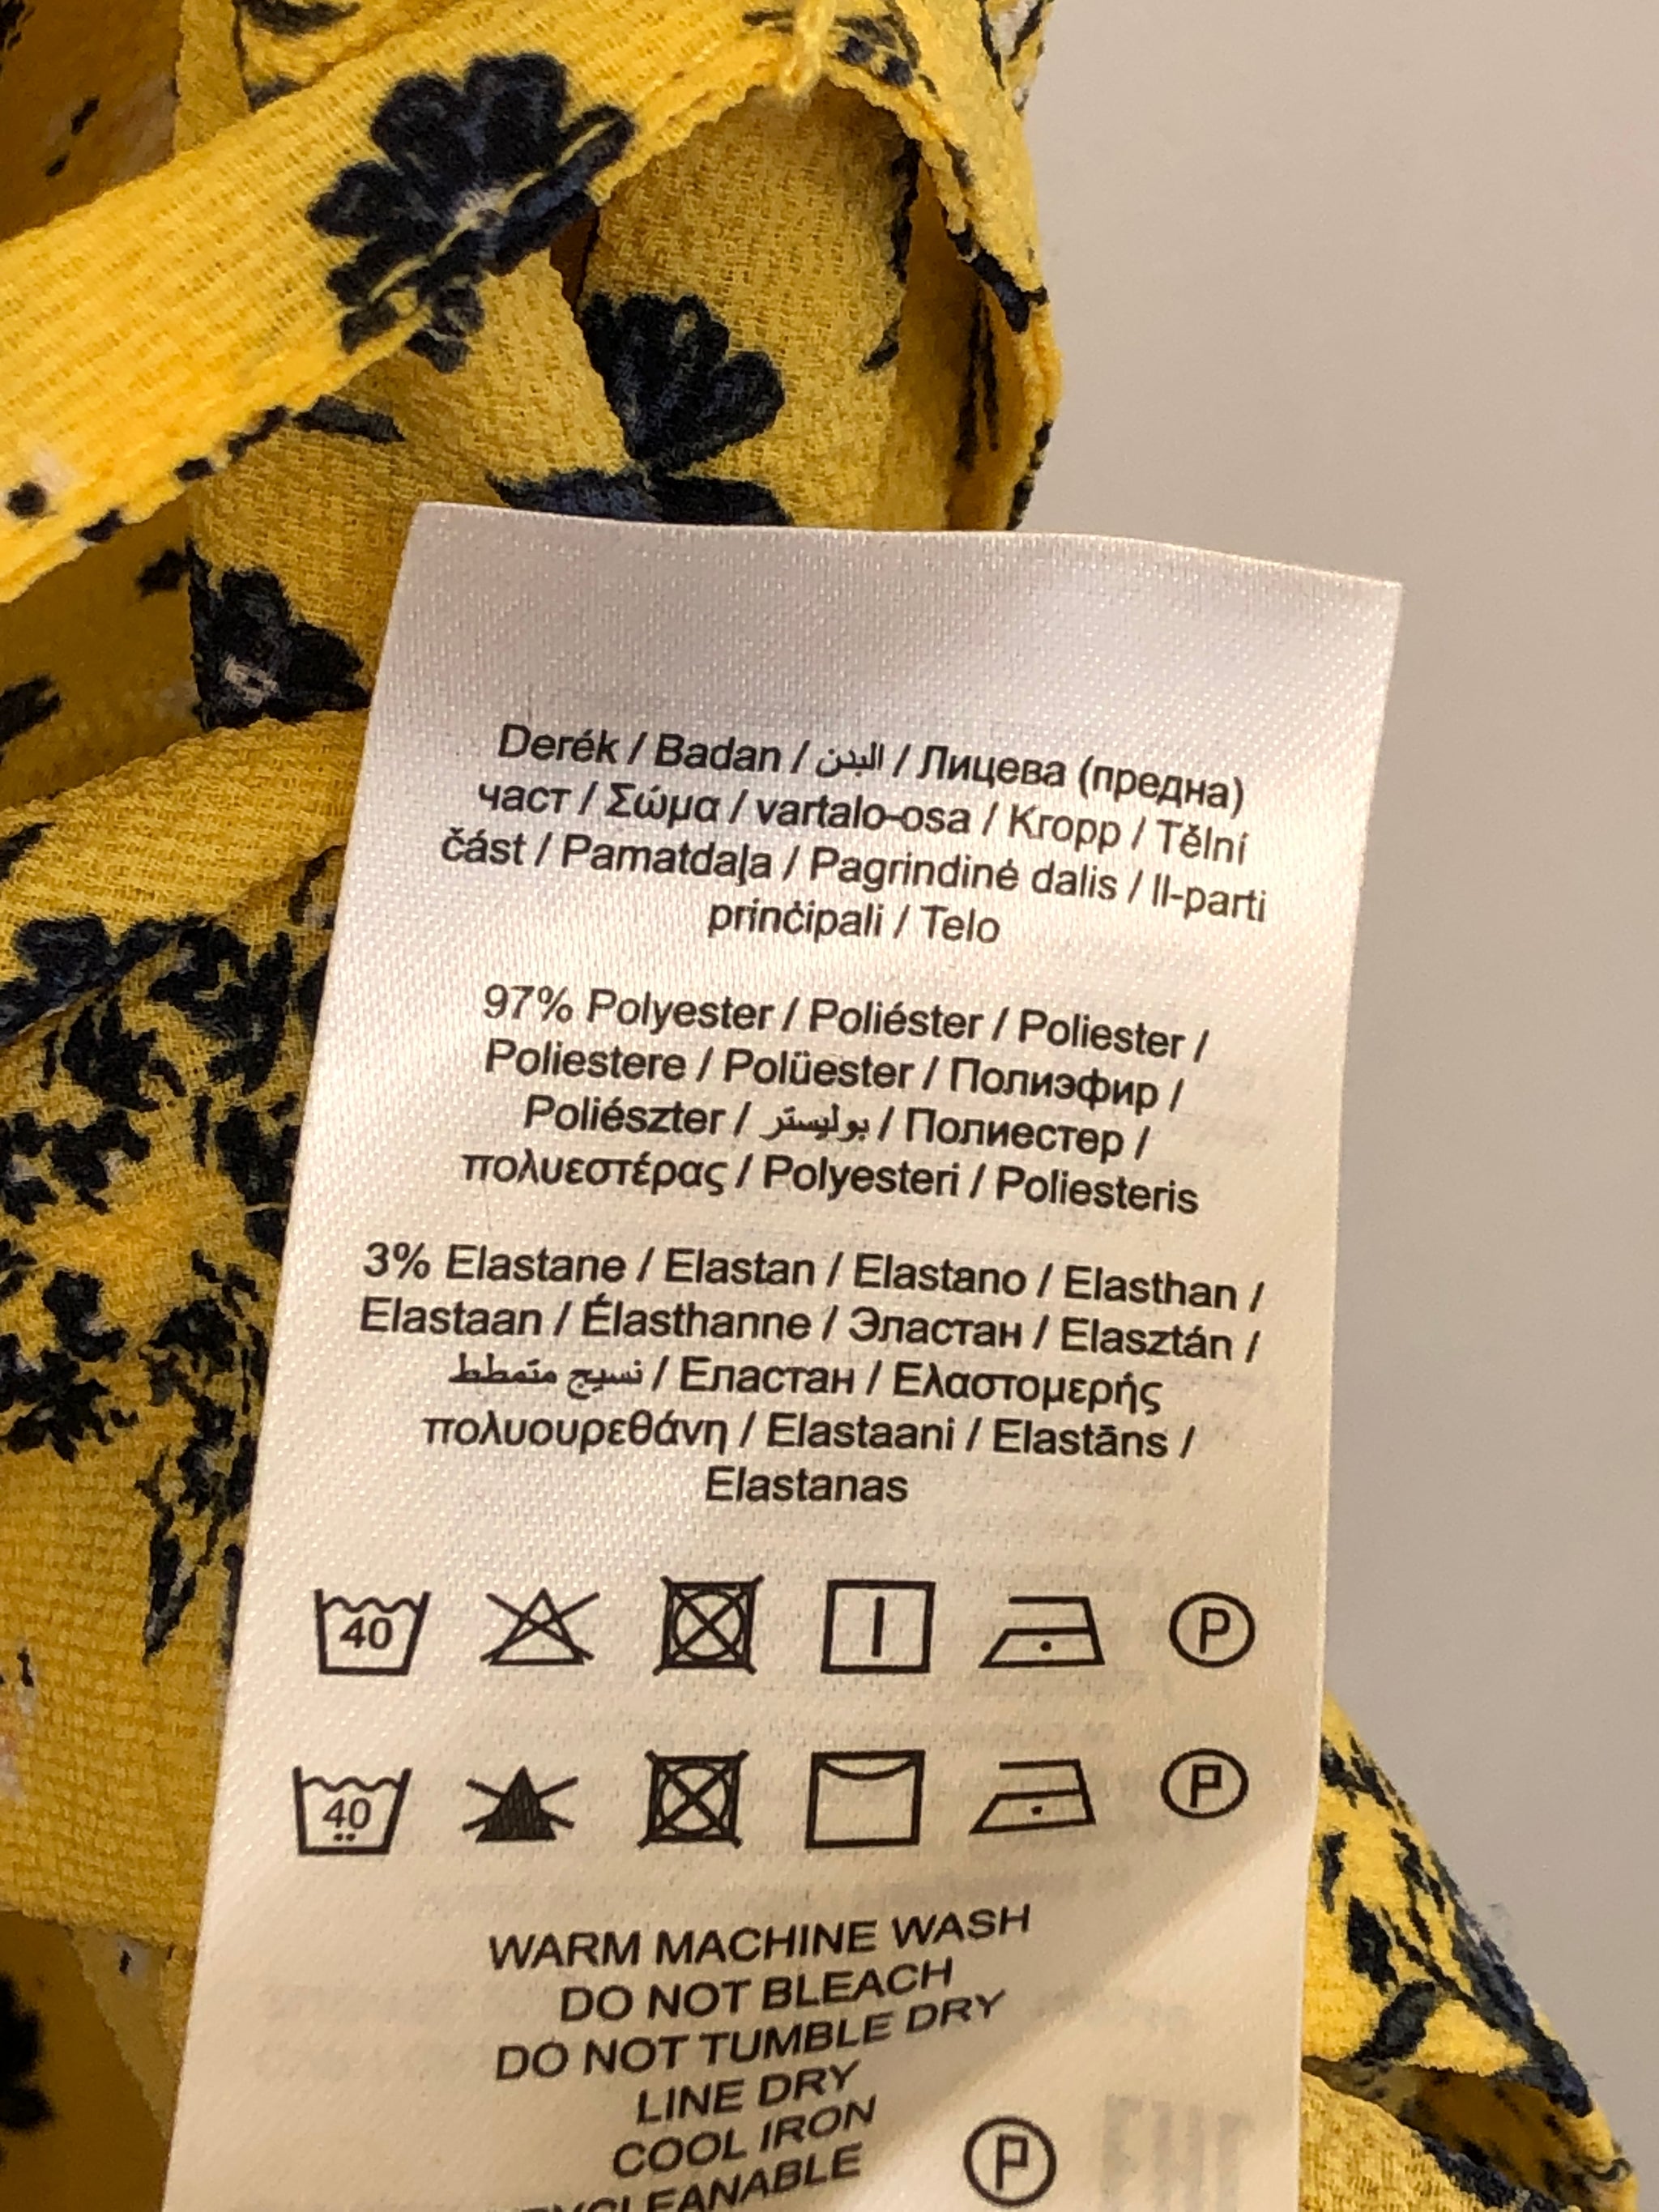 Derék / Badan / البدن / Лицева (предна)
част / Σώμα / vartalo-osa / Kropp / Tělní
část / Pamatdaļa / Pagrindinė dalis / Il-parti
prinċipali / Telo
97% Polyester / Poliéster / Poliester /
Poliestere / Polüester / Полиэфир /
Poliészter / بوليستر / Полиестер /
πολυεστέρας / Polyesteri / Poliesteris
3% Elastane / Elastan / Elastano / Elasthan /
Elastaan / Élasthanne / Эластан / Elasztán /
نسيج متمطط / Еластан / Ελαστομερής
πολυουρεθάνη / Elastaani / Elastāns /
Elastanas
40 P
40 P
WARM MACHINE WASH
DO NOT BLEACH
DO NOT TUMBLE DRY
LINE DRY
COOL IRON
P